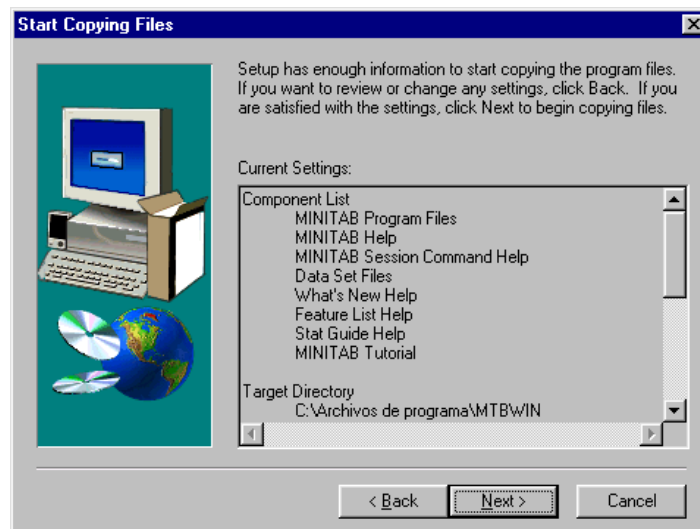 Start Copying Files
Setup has enough information to start copying the program files.
If you want to review or change any settings, click Back.  If you
are satisfied with the settings, click Next to begin copying files.
Current Settings:
Component List
MINITAB Program Files
MINITAB Help
MINITAB Session Command Help
Data Set Files
What's New Help
Feature List Help
Stat Guide Help
MINITAB Tutorial
Target Directory
C:\Archivos de programa\MTBWIN
< Back
Next >
Cancel